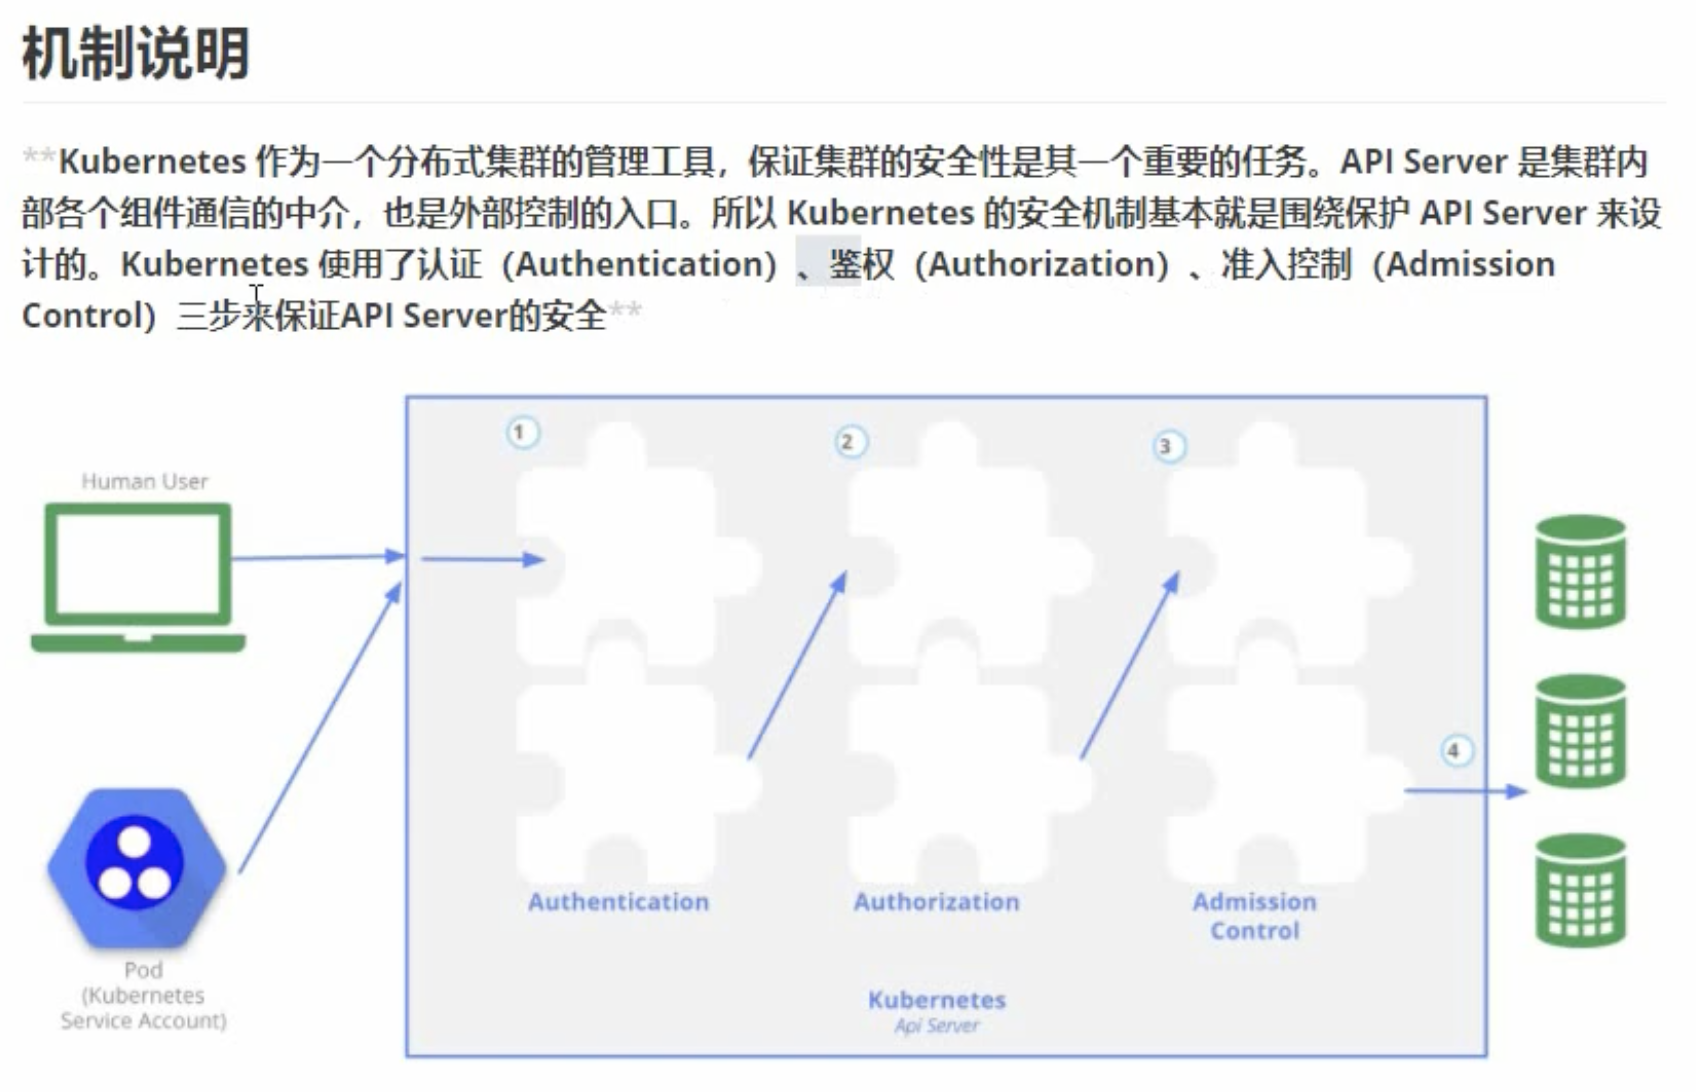 机制说明
**Kubernetes 作为一个分布式集群的管理工具，保证集群的安全性是其一个重要的任务。API Server 是集群内
部各个组件通信的中介，也是外部控制的入口。所以 Kubernetes 的安全机制基本就是围绕保护 API Server 来设
计的。Kubernetes 使用了认证（Authentication）、鉴权（Authorization）、准入控制（Admission
Control）三步来保证API Server的安全**
1
2
3
Human User
4
Authentication
Authorization
Admission
Control
Pod
(Kubernetes
Service Account)
Kubernetes
Api Server